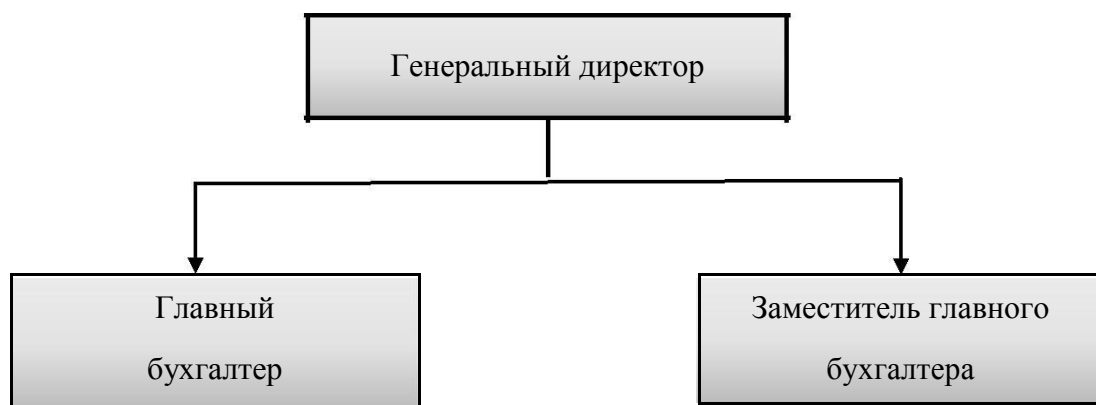 Генеральный директор
Главный
бухгалтер
Заместитель главного
бухгалтера